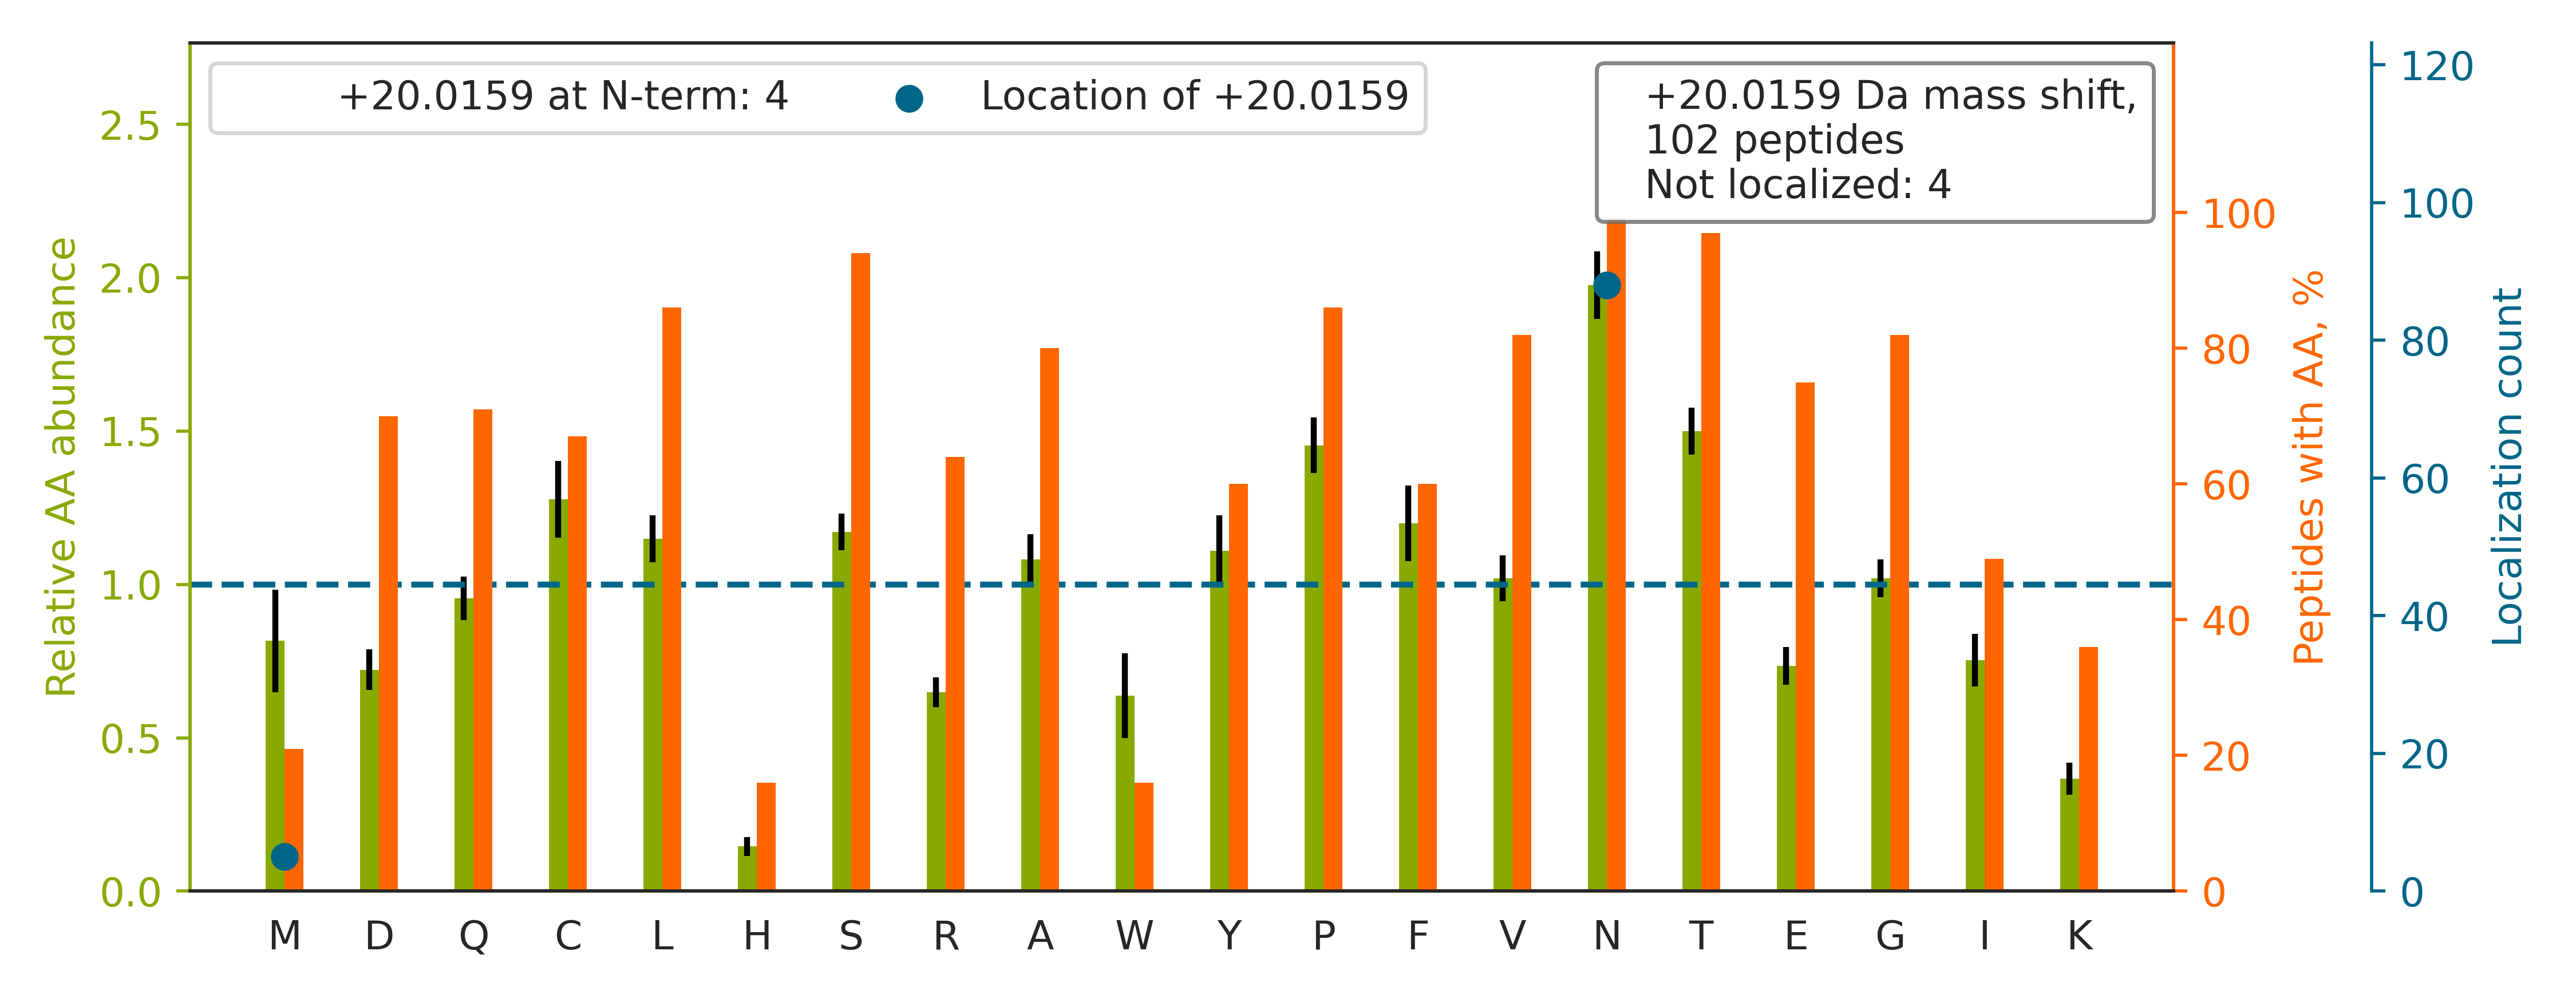 +20.0159 at N-term: 4
Location of +20.0159
+20.0159 Da mass shift,
102 peptides
Not localized: 4
Relative AA abundance
2.5
2.0
1.5
1.0
0.5
0.0
M D Q C L H S R A W Y P F V N T E G I K
100
80
60
40
20
0
Peptides with AA, %
120
100
80
60
40
20
0
Localization count